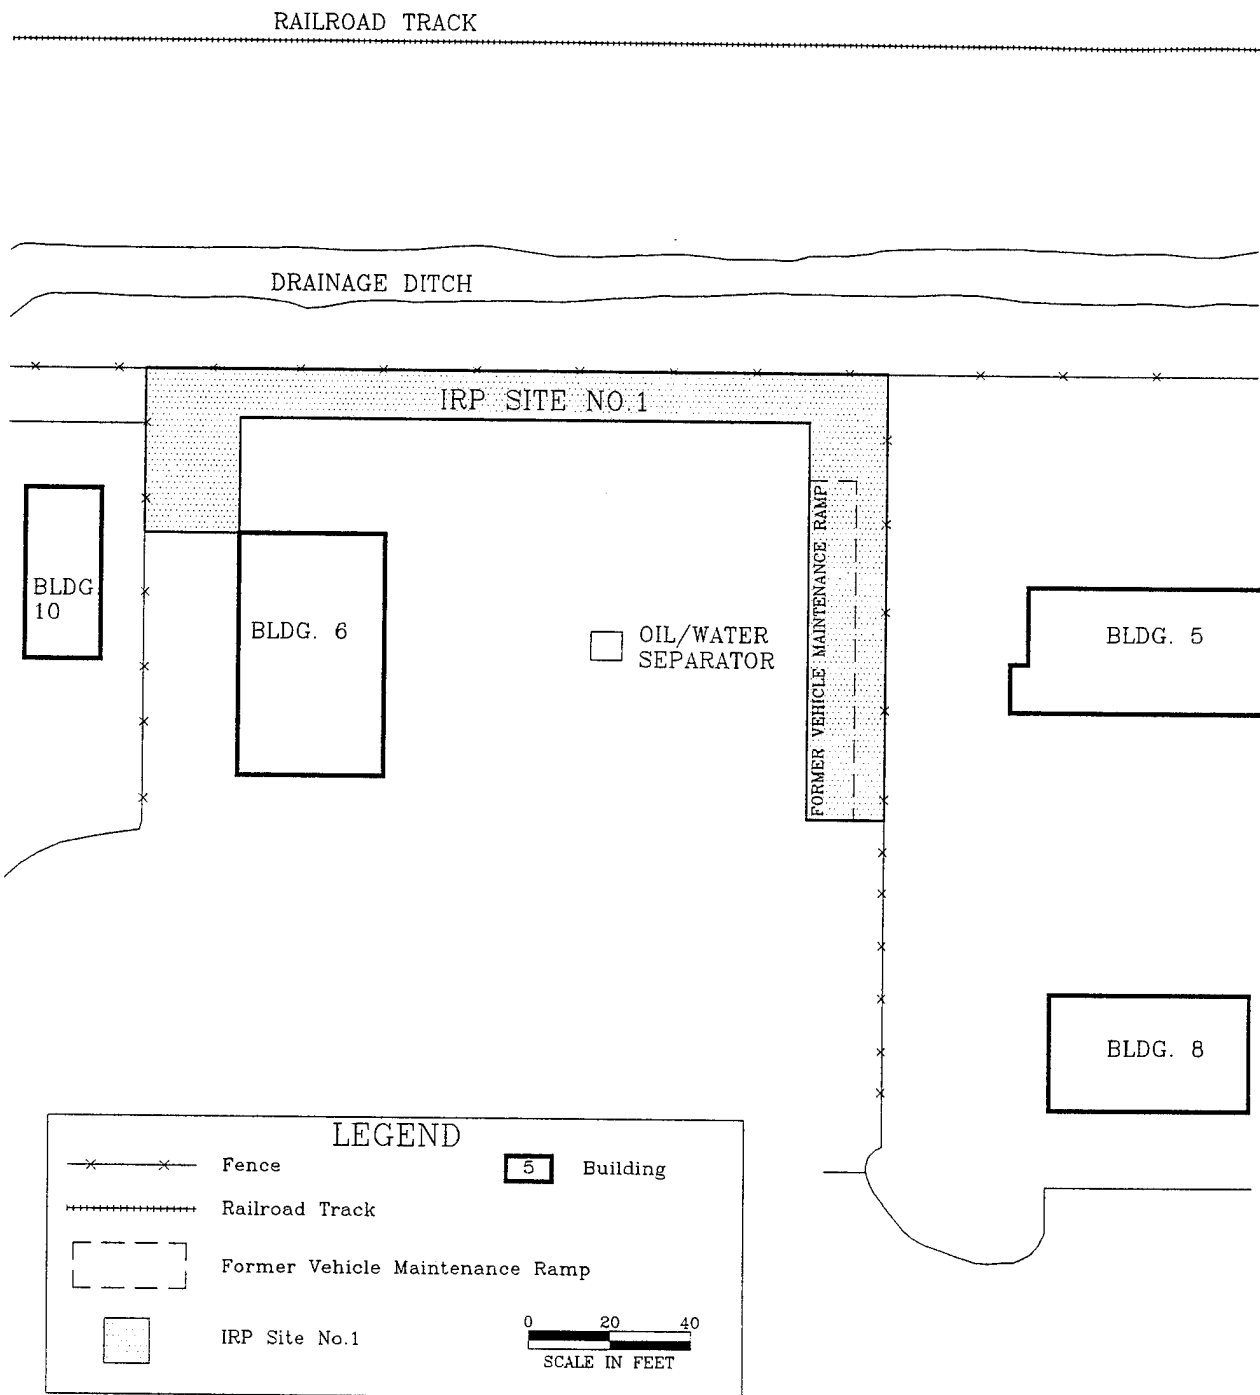 RAILROAD TRACK
DRAINAGE DITCH
IRP SITE NO.1
FORMER VEHICLE MAINTENANCE RAMP
BLDG.
10
BLDG. 6
OIL/WATER
SEPARATOR
BLDG. 5
BLDG. 8
LEGEND
Fence
5 Building
Railroad Track
Former Vehicle Maintenance Ramp
IRP Site No.1
0 20 40
SCALE IN FEET